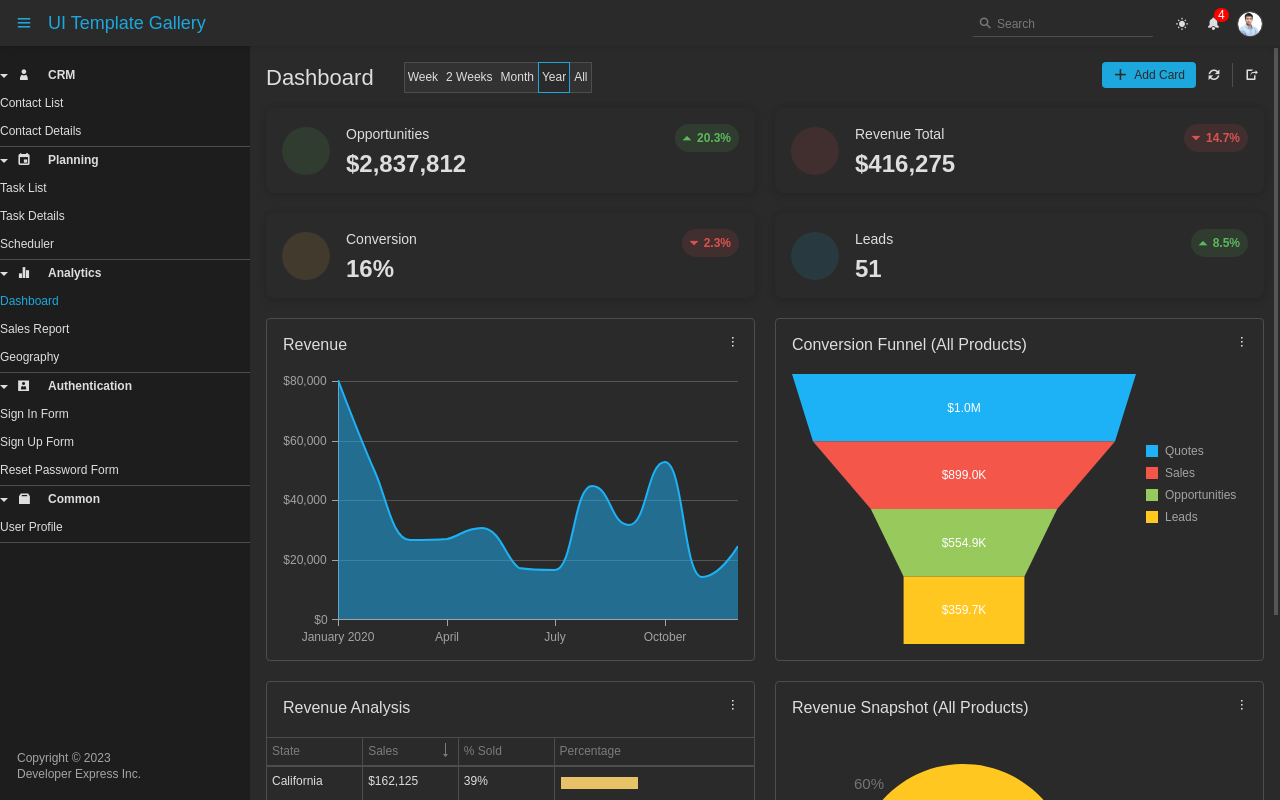 UI Template Gallery
Search
4
CRM
Contact List
Contact Details
Planning
Task List
Task Details
Scheduler
Analytics
Dashboard
Sales Report
Geography
Authentication
Sign In Form
Sign Up Form
Reset Password Form
Common
User Profile
Copyright © 2023
Developer Express Inc.
Dashboard
Week 2 Weeks Month Year All
Add Card
Opportunities
$2,837,812
20.3%
Revenue Total
$416,275
14.7%
Conversion
16%
2.3%
Leads
51
8.5%
Revenue
$80,000
$60,000
$40,000
$20,000
$0
January 2020 April July October
Conversion Funnel (All Products)
$1.0M
$899.0K
$554.9K
$359.7K
Quotes
Sales
Opportunities
Leads
Revenue Analysis
State Sales % Sold Percentage
California $162,125 39%
Revenue Snapshot (All Products)
60%